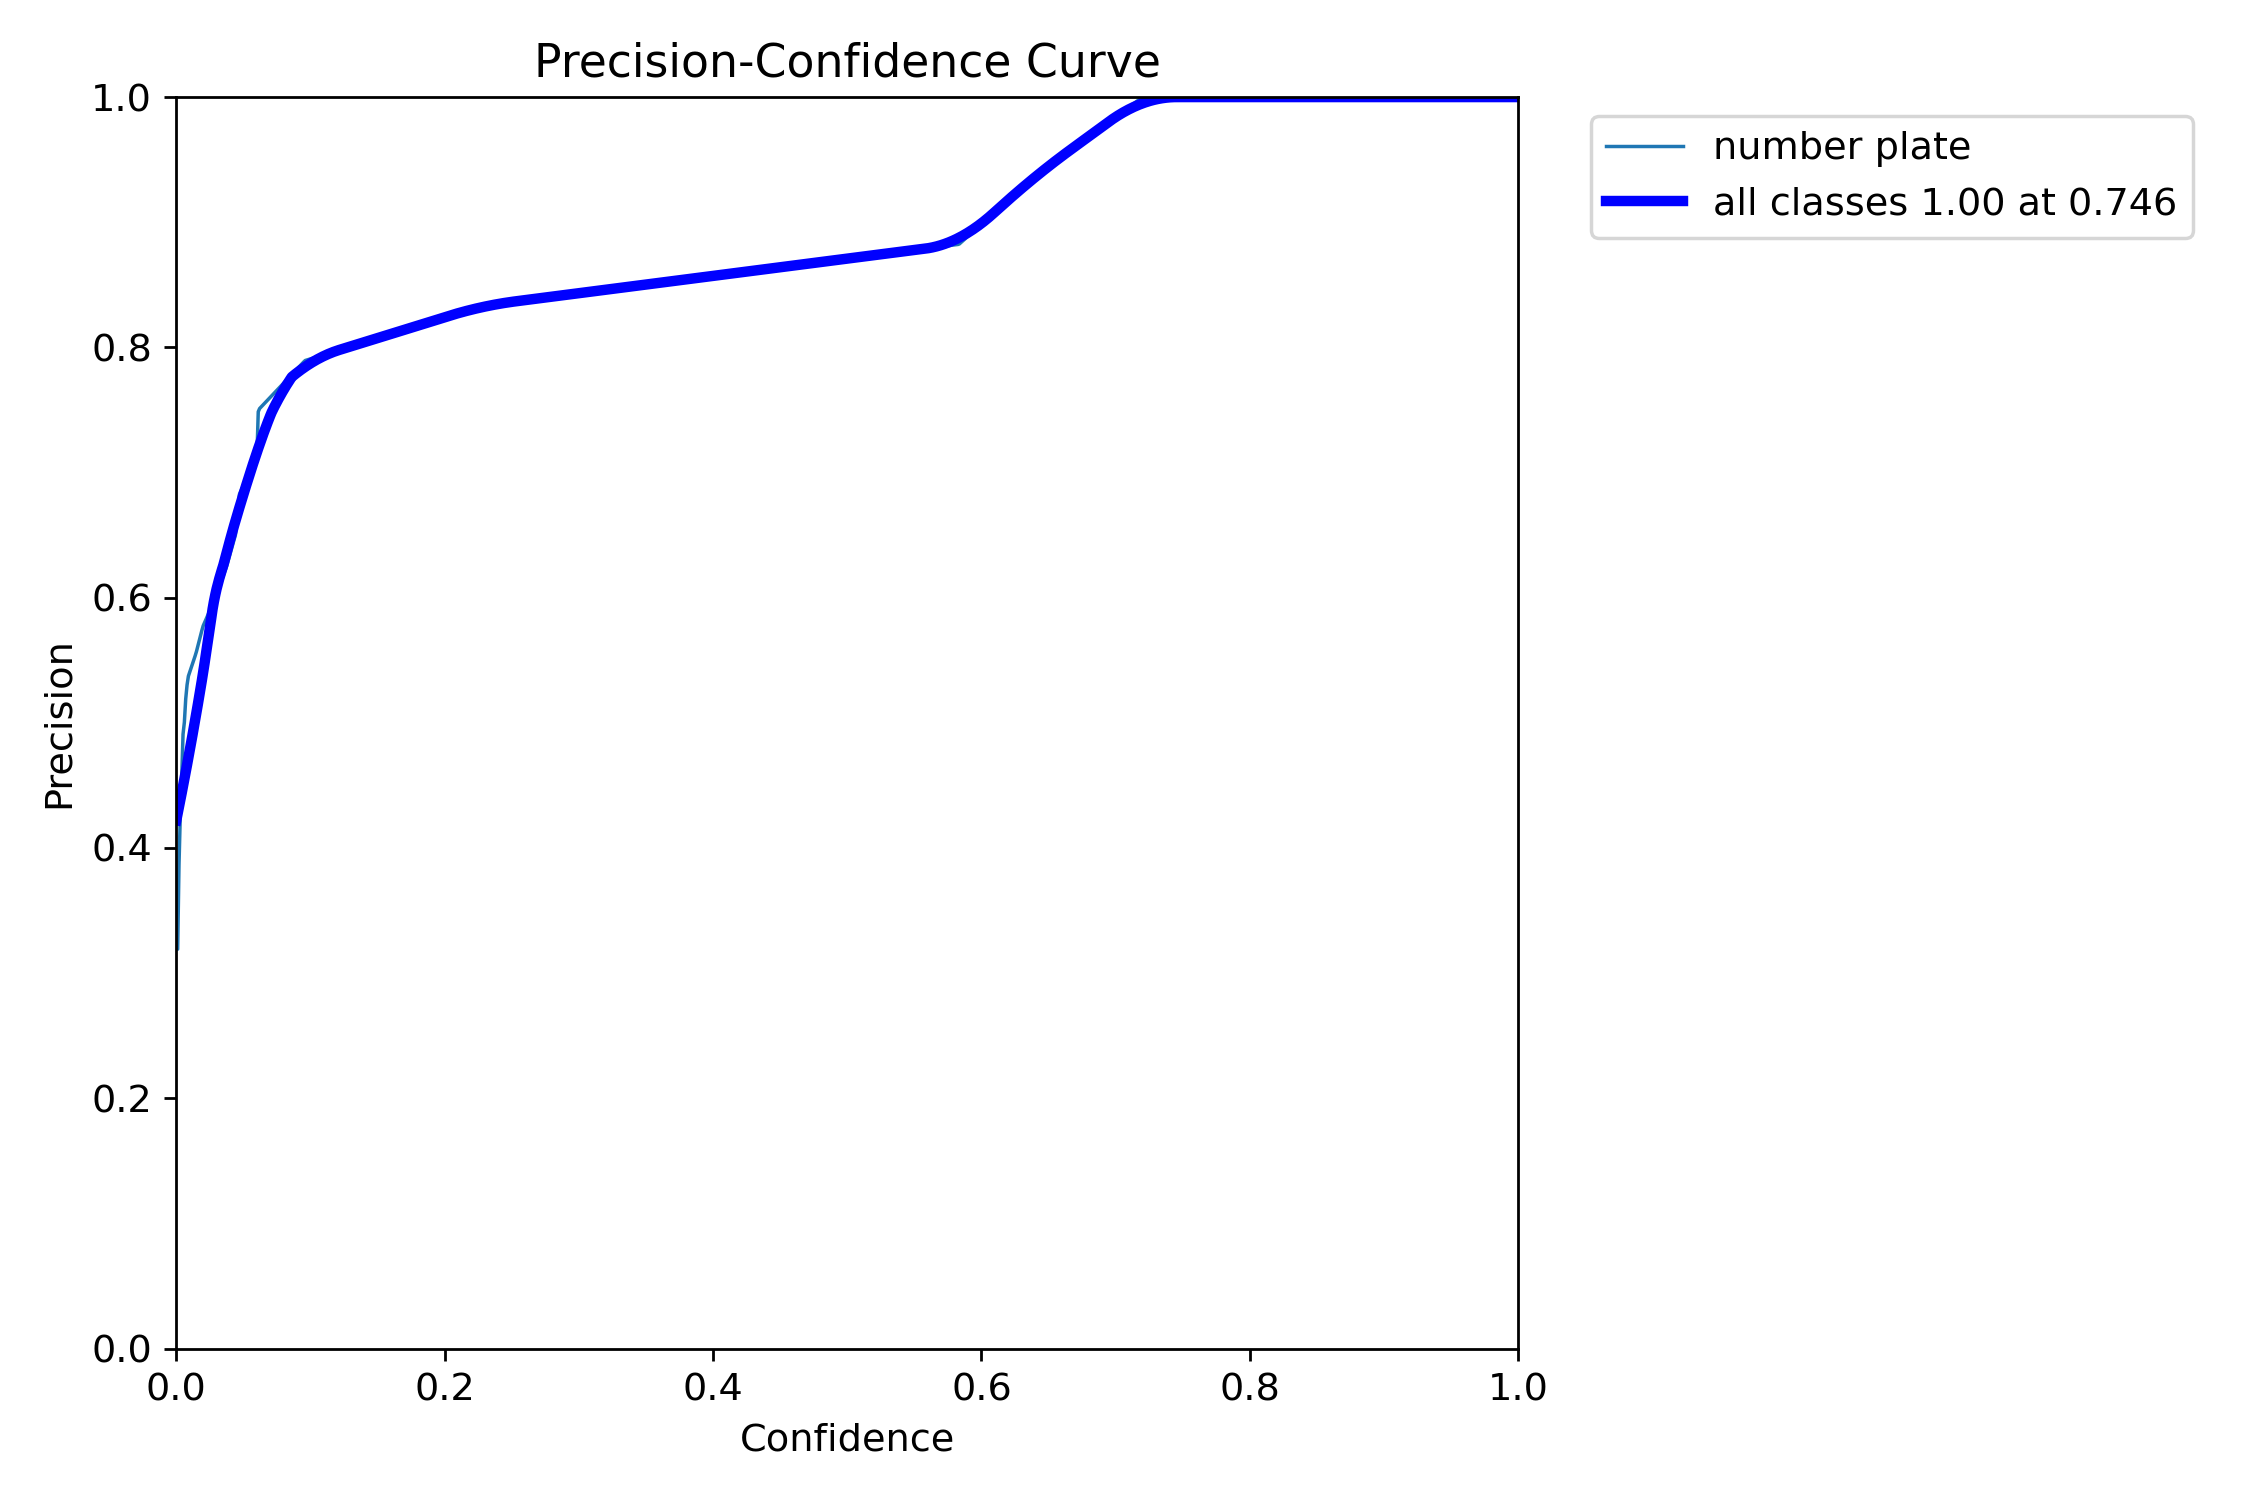 Precision-Confidence Curve
1.0
0.8
0.6
0.4
0.2
0.0
Precision
0.0 0.2 0.4 0.6 0.8 1.0
Confidence
number plate
all classes 1.00 at 0.746